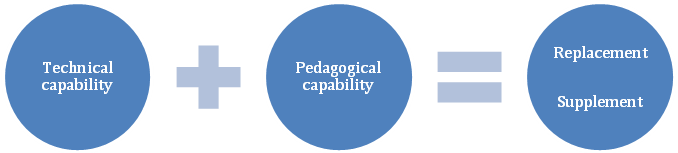 Technical
capability
Pedagogical
capability
Replacement
Supplement